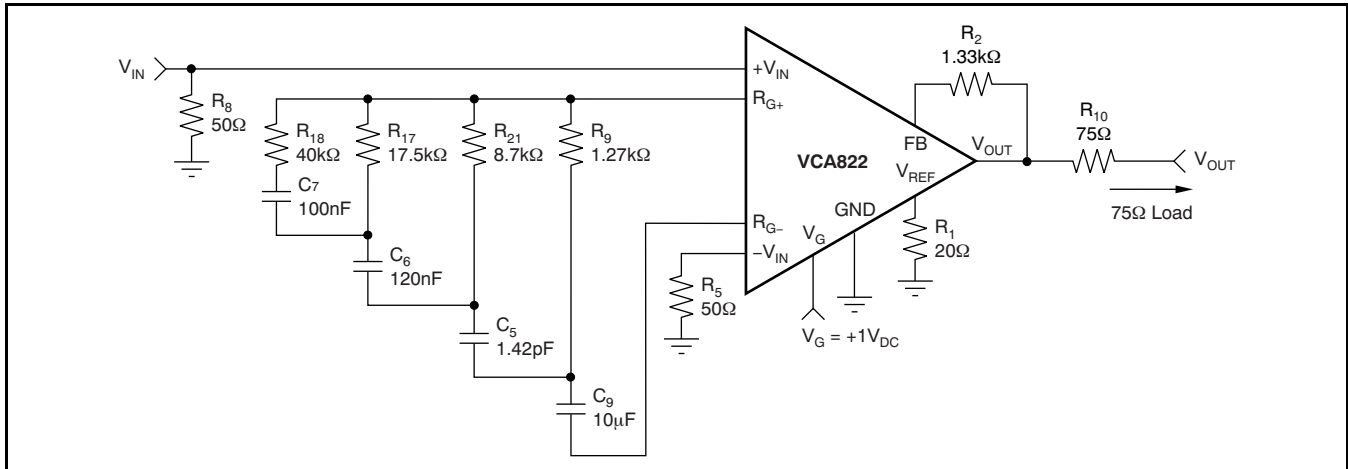 V_IN
R_8
50Ω
R_18
40kΩ
C_7
100nF
R_17
17.5kΩ
C_6
120nF
R_21
8.7kΩ
C_5
1.42pF
R_9
1.27kΩ
C_9
10μF
+V_IN
R_G+
R_G−
−V_IN
R_5
50Ω
VCA822
FB
V_OUT
V_REF
GND
V_G
V_G = +1V_DC
R_2
1.33kΩ
R_1
20Ω
R_10
75Ω
V_OUT
75Ω Load